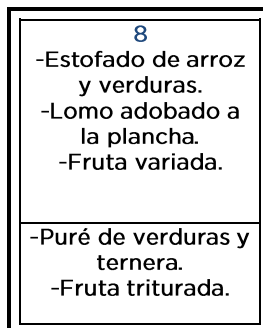 8
-Estofado de arroz
y verduras.
-Lomo adobado a
la plancha.
-Fruta variada.
-Puré de verduras y
ternera.
-Fruta triturada.